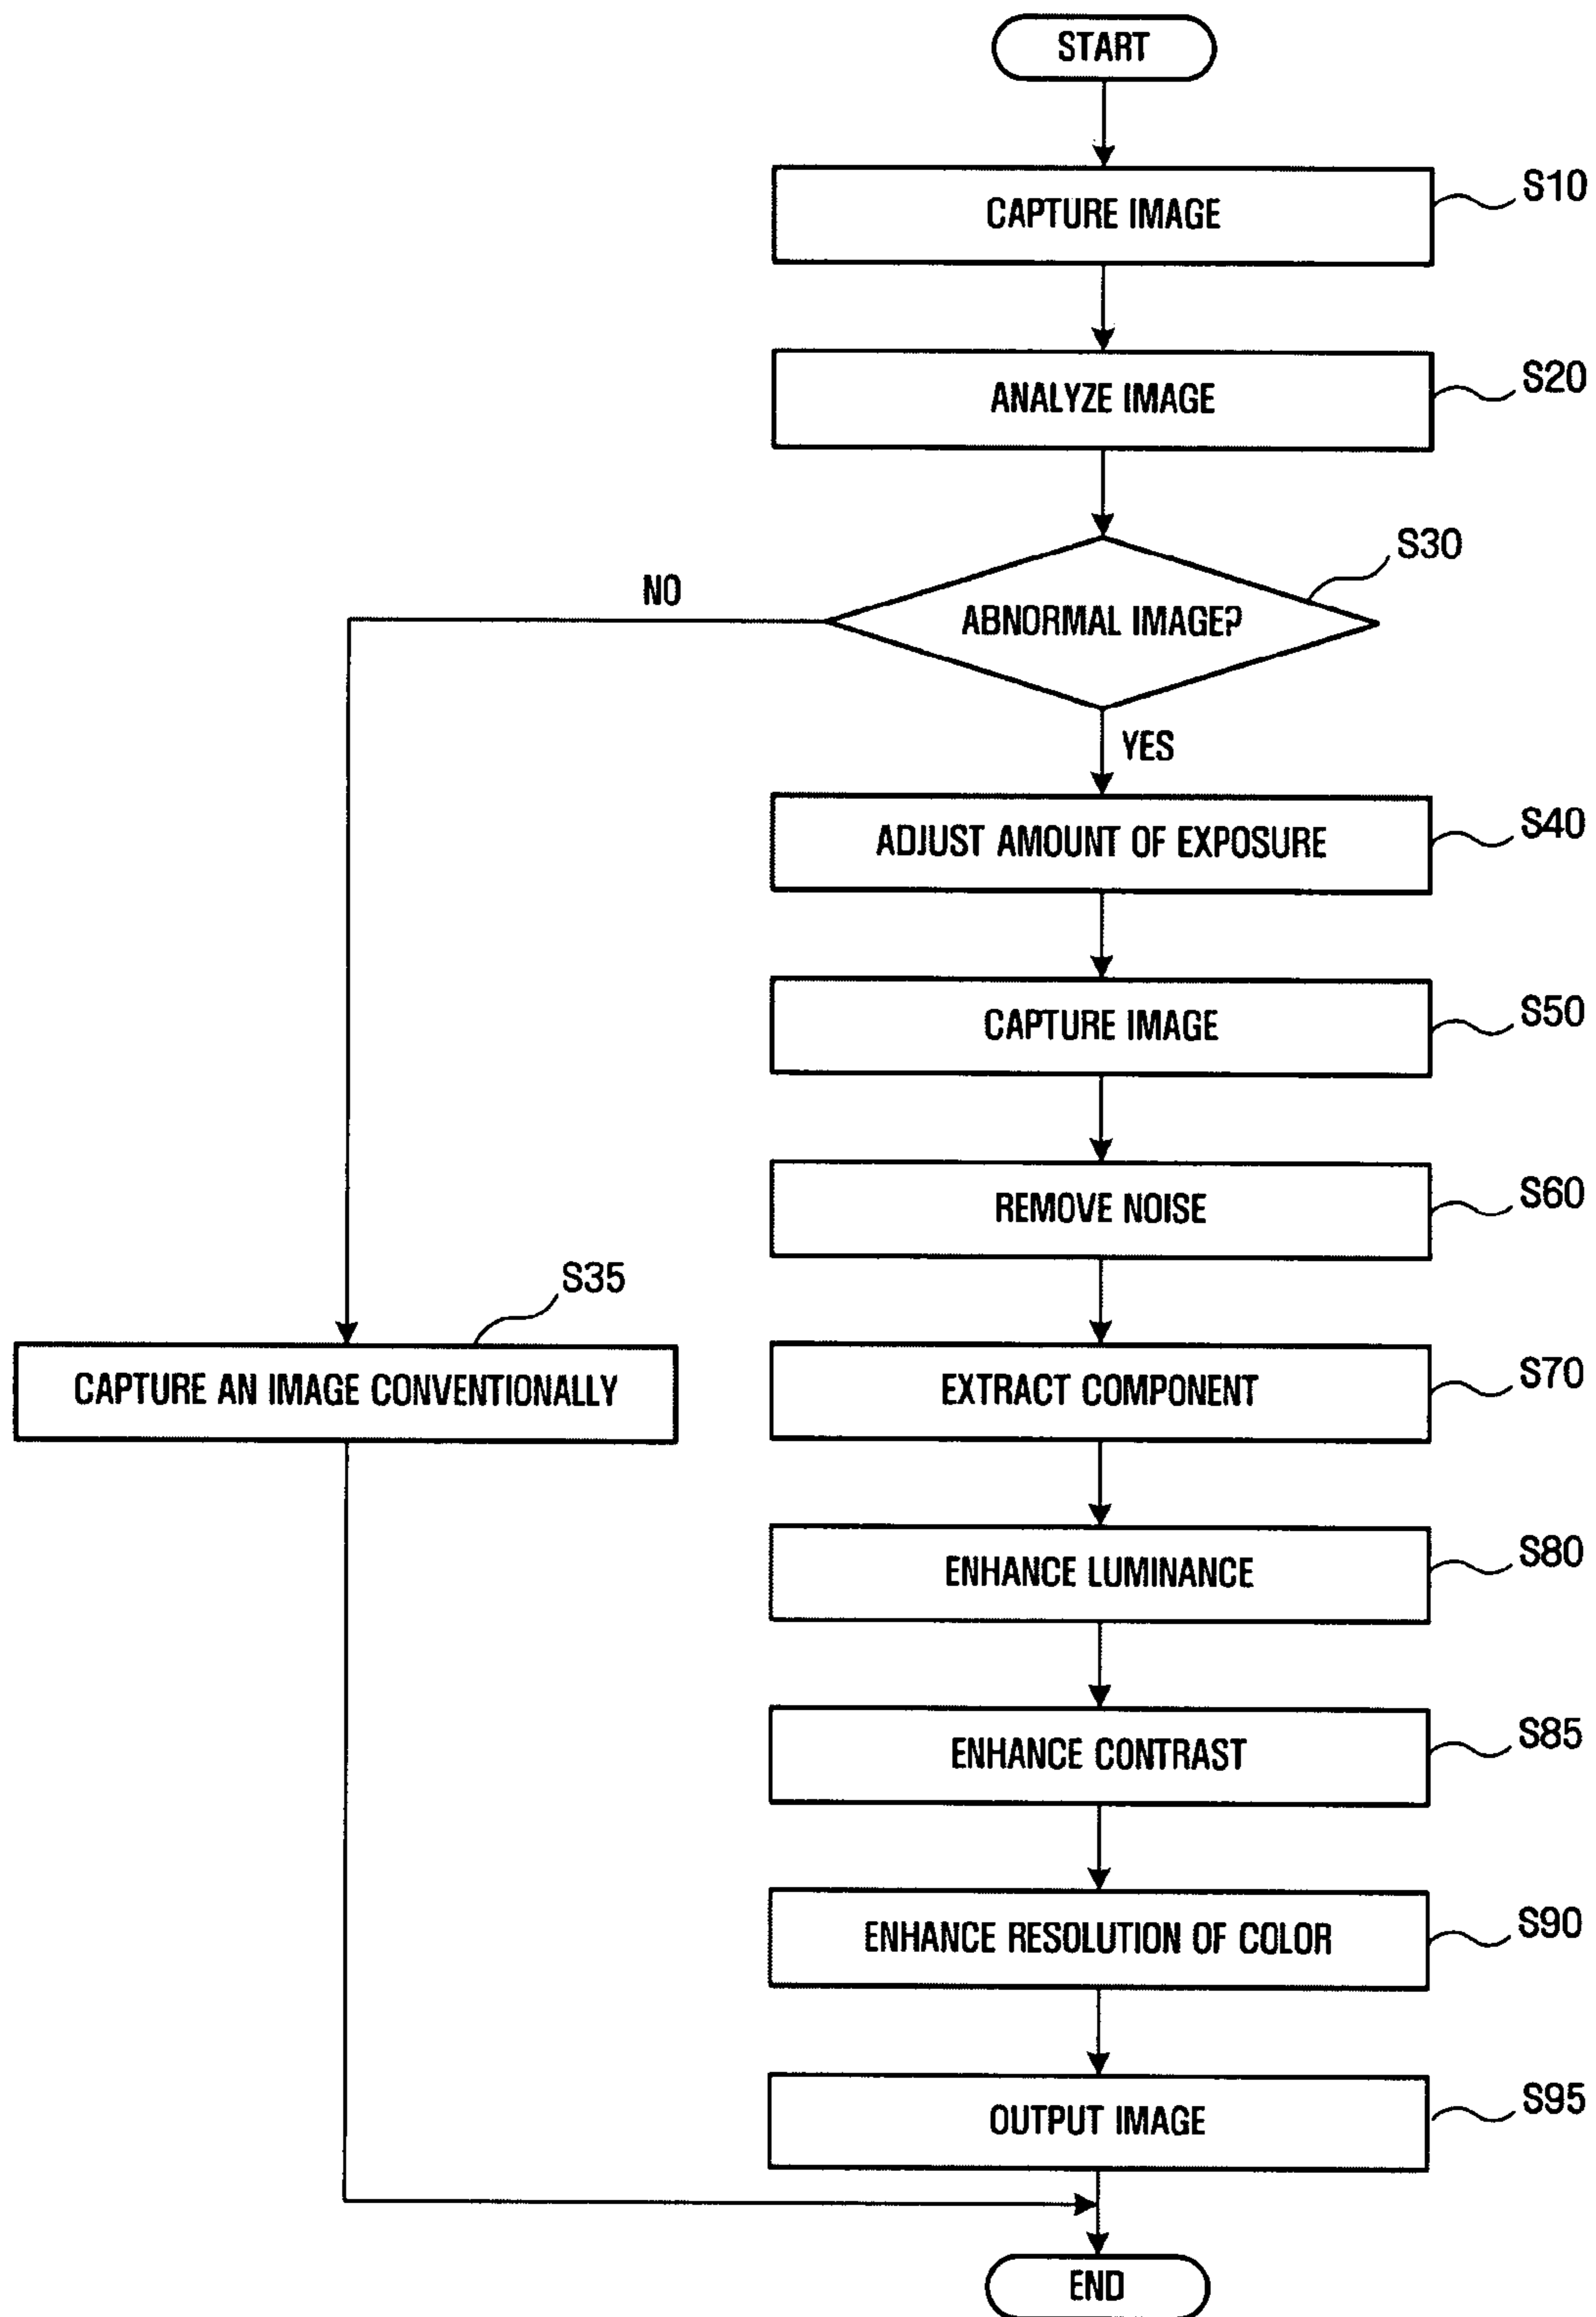 START
CAPTURE IMAGE
S10
ANALYZE IMAGE
S20
S30
NO
ABNORMAL IMAGE?
YES
ADJUST AMOUNT OF EXPOSURE
S40
CAPTURE IMAGE
S50
REMOVE NOISE
S60
S35
CAPTURE AN IMAGE CONVENTIONALLY
EXTRACT COMPONENT
S70
ENHANCE LUMINANCE
S80
ENHANCE CONTRAST
S85
ENHANCE RESOLUTION OF COLOR
S90
OUTPUT IMAGE
S95
END